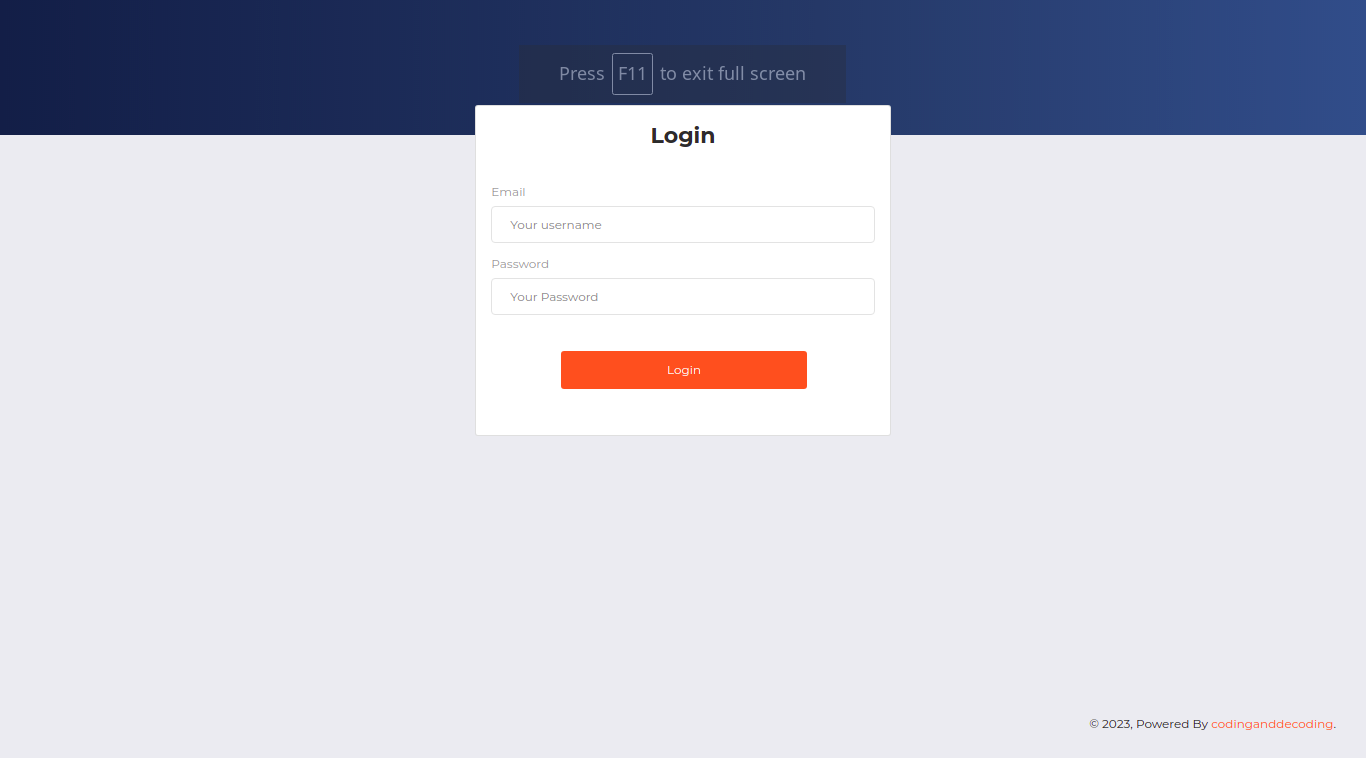 Press F11 to exit full screen
Login
Email
Your username
Password
Your Password
Login
© 2023, Powered By codinganddecoding.